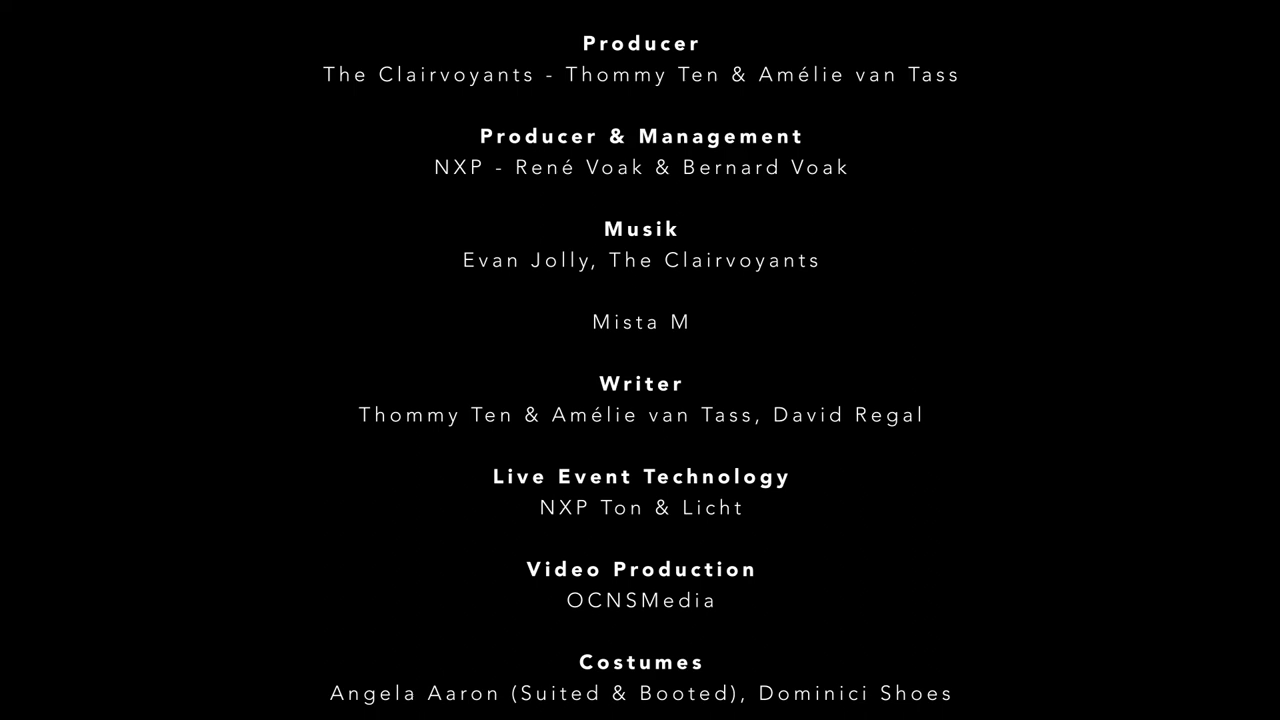 Producer
The Clairvoyants - Thommy Ten & Amélie van Tass
Producer & Management
NXP - René Voak & Bernard Voak
Musik
Evan Jolly, The Clairvoyants
Mista M
Writer
Thommy Ten & Amélie van Tass, David Regal
Live Event Technology
NXP Ton & Licht
Video Production
OCNSMedia
Costumes
Angela Aaron (Suited & Booted), Dominici Shoes